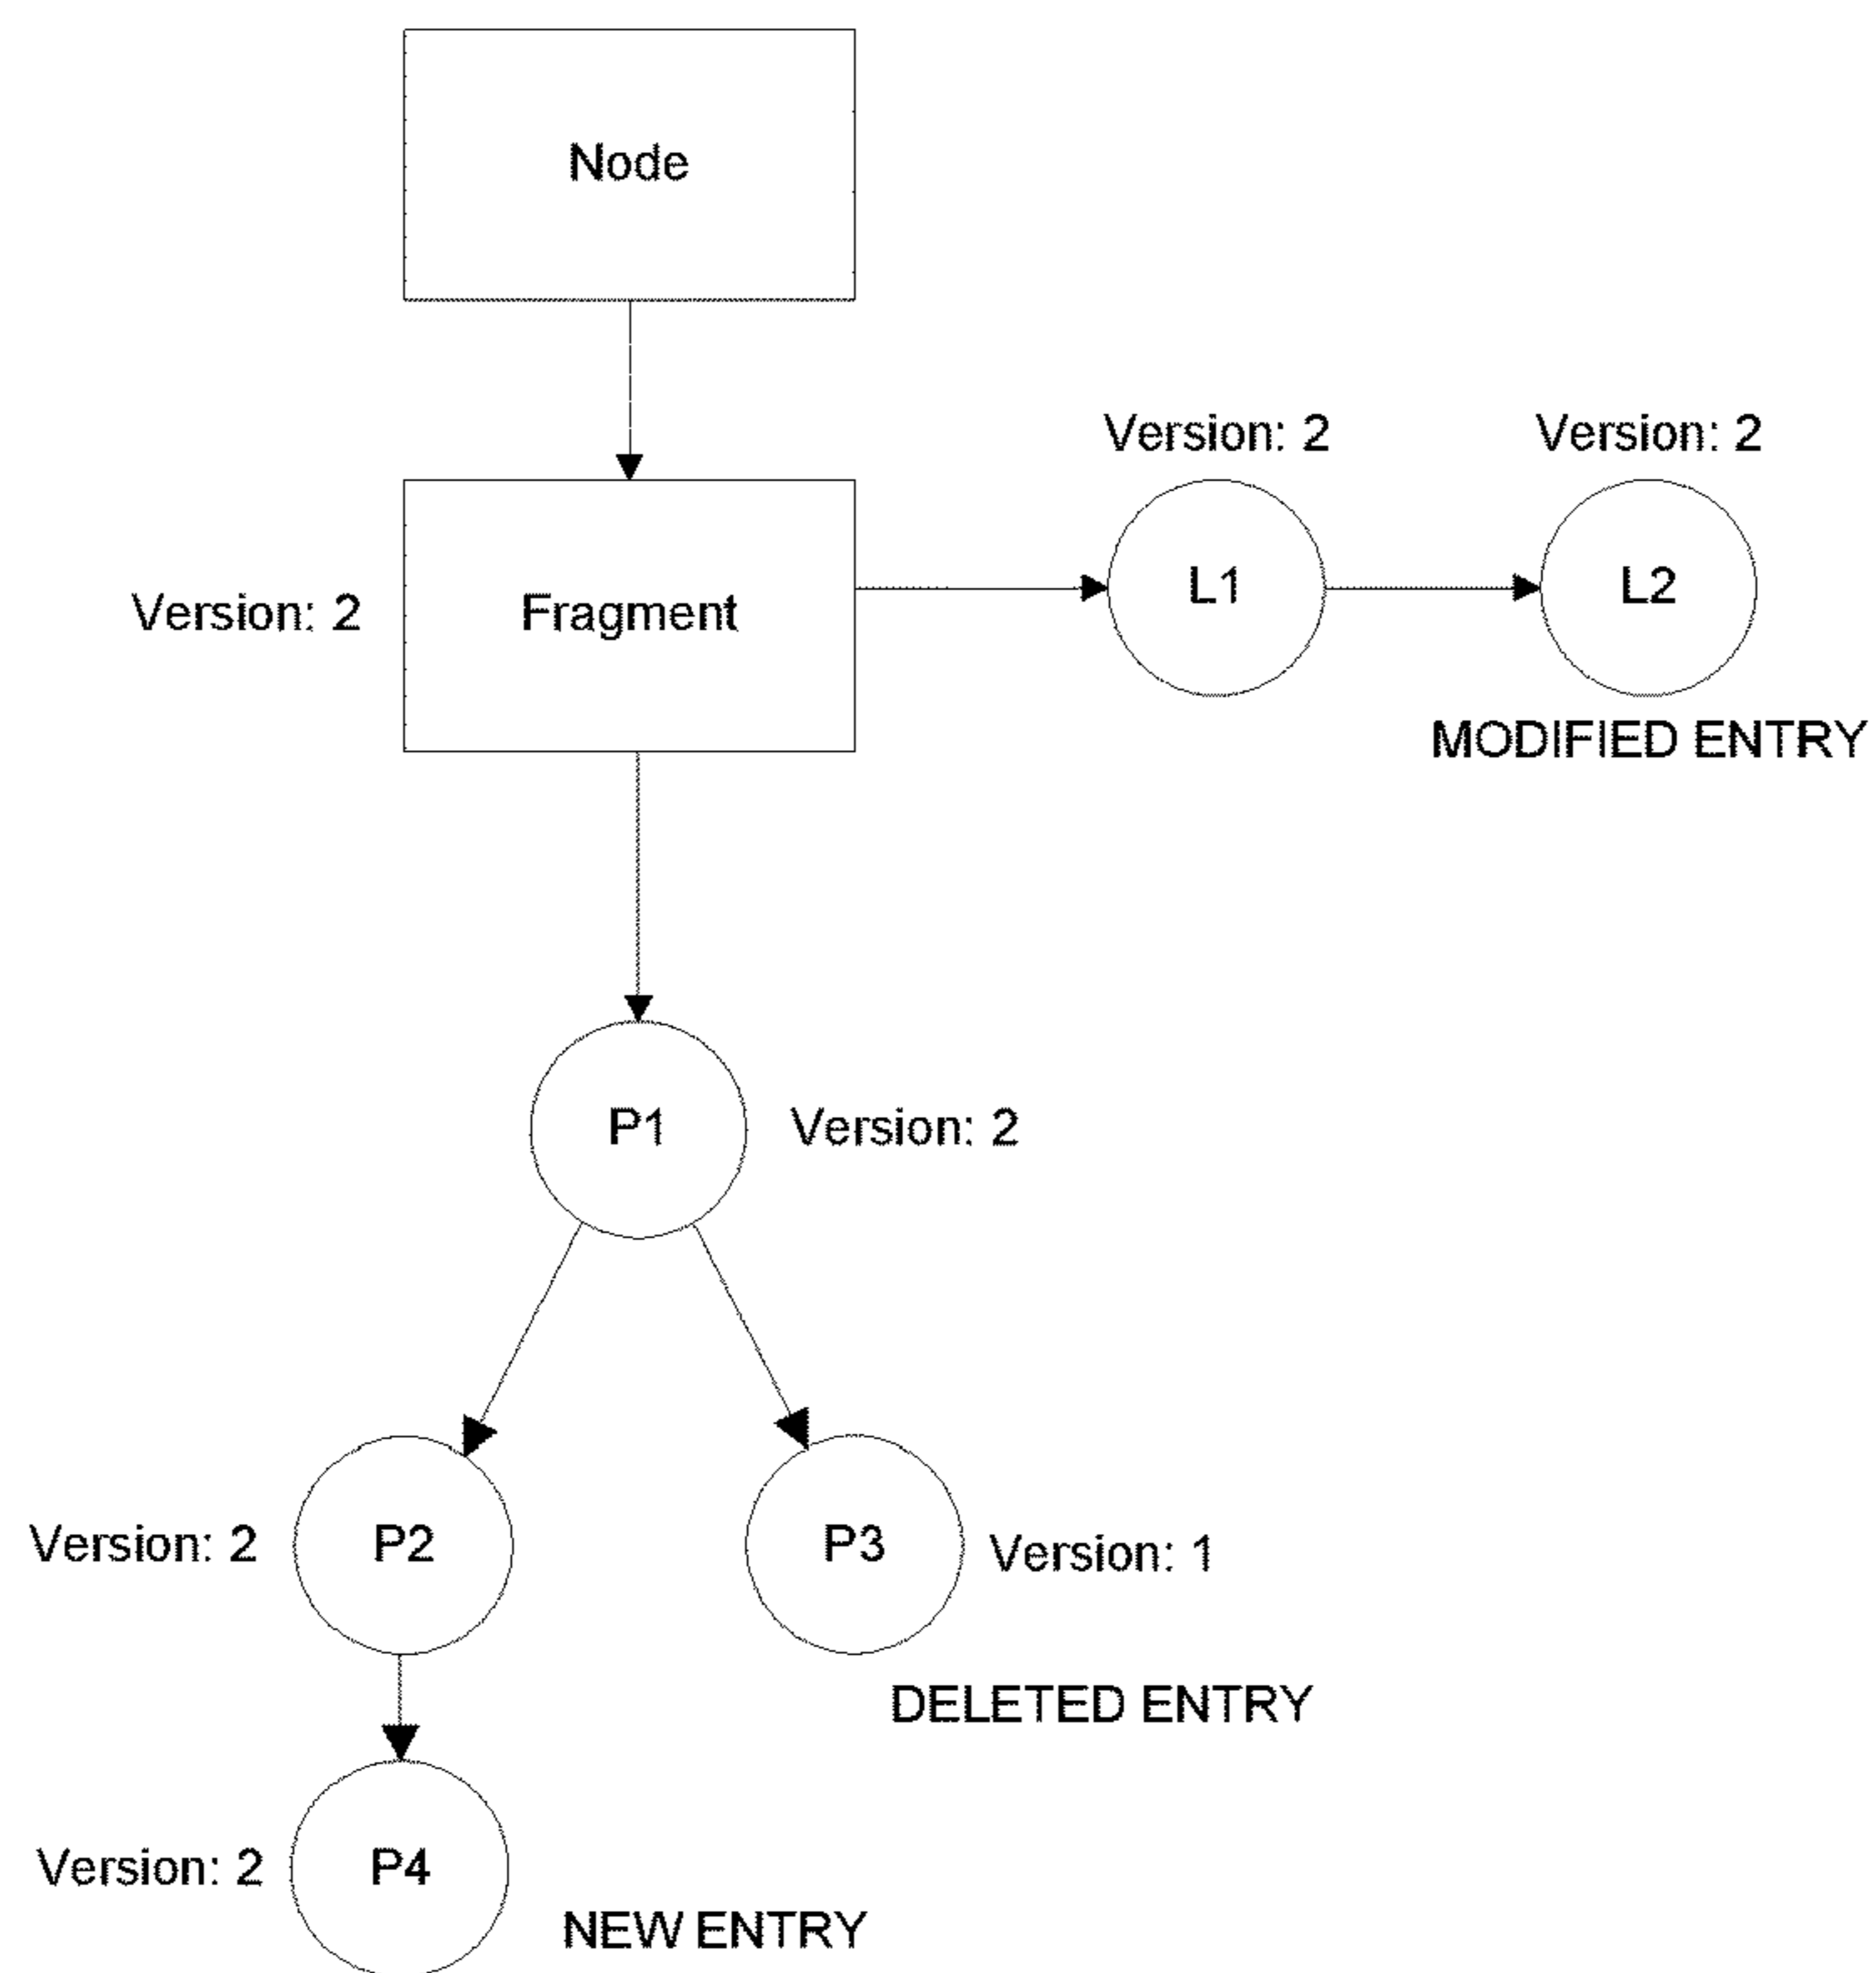 Node
Version: 2
Version: 2
Version: 2
Fragment
L1
L2
MODIFIED ENTRY
P1
Version: 2
Version: 2
P2
P3
Version: 1
DELETED ENTRY
Version: 2
P4
NEW ENTRY